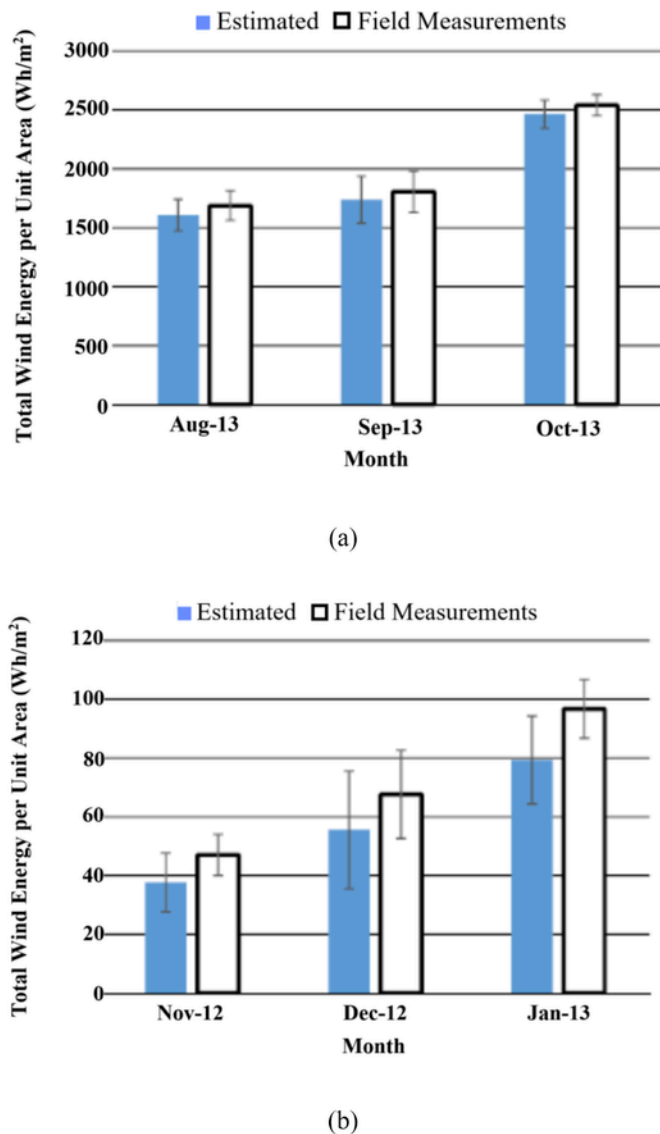 Estimated Field Measurements
Total Wind Energy per Unit Area (Wh/m²)
3000
2500
2000
1500
1000
500
0
Aug-13 Sep-13 Oct-13
Month
(a)
Estimated Field Measurements
Total Wind Energy per Unit Area (Wh/m²)
120
100
80
60
40
20
0
Nov-12 Dec-12 Jan-13
Month
(b)